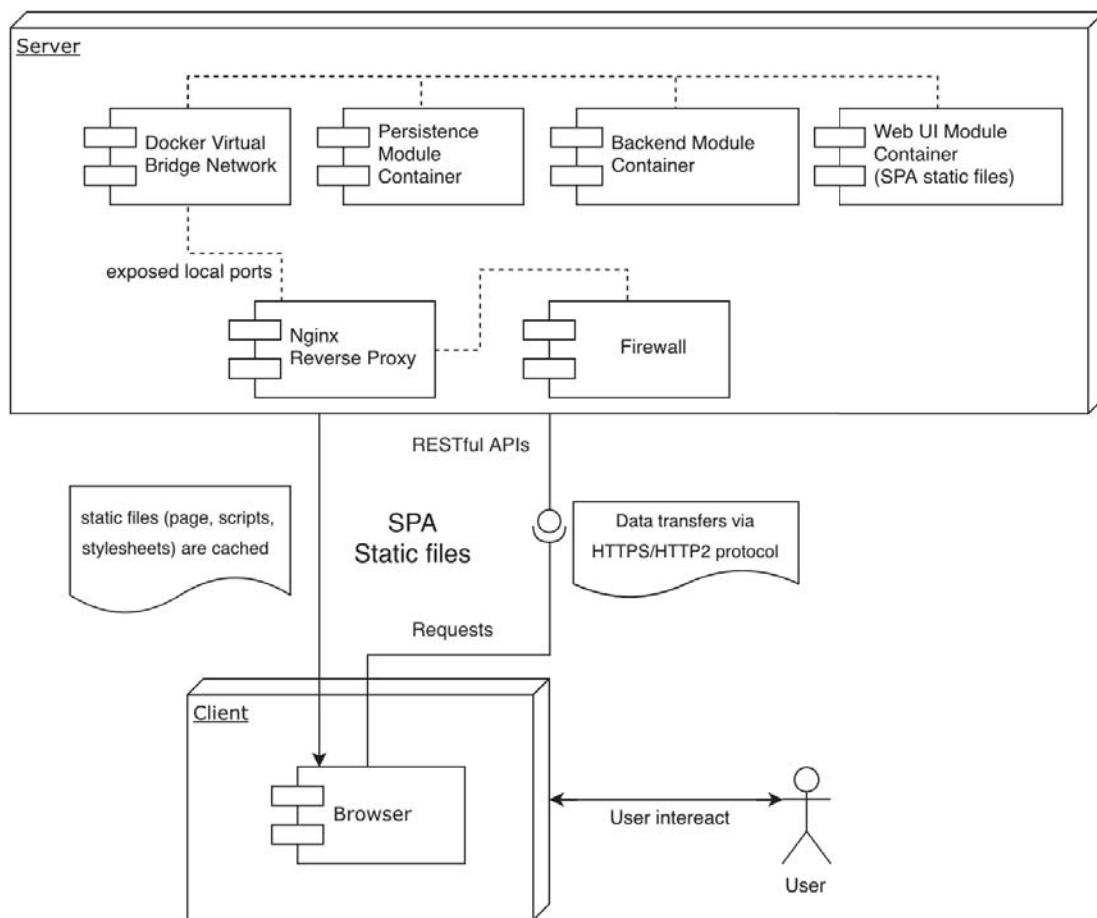 Server
Docker Virtual
Bridge Network
Persistence
Module
Container
Backend Module
Container
Web UI Module
Container
(SPA static files)
exposed local ports
Nginx
Reverse Proxy
Firewall
RESTful APIs
static files (page, scripts,
stylesheets) are cached
SPA
Static files
Data transfers via
HTTPS/HTTP2 protocol
Requests
Client
Browser
User intereact
User